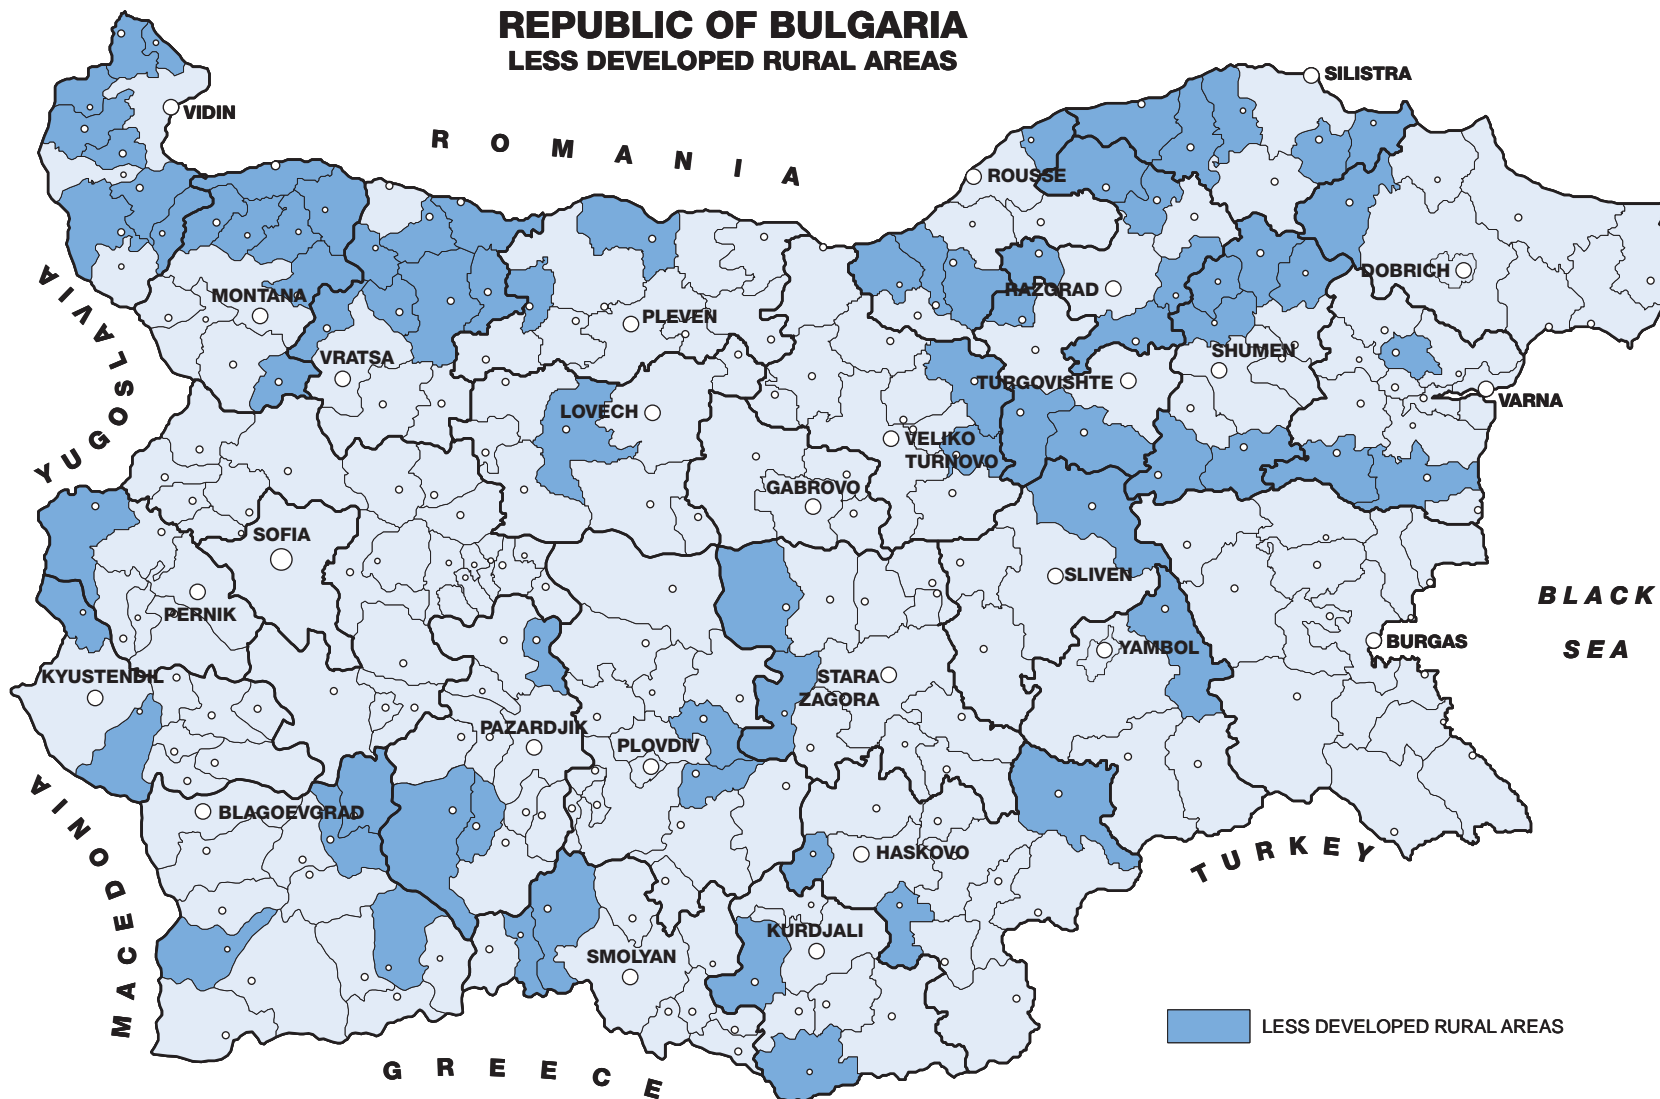 REPUBLIC OF BULGARIA
LESS DEVELOPED RURAL AREAS
SILISTRA
VIDIN
ROMANIA
ROUSSE
DOBRICH
YUGOSLAVIA
MONTANA
RAZGRAD
PLEVEN
VRATSA
SHUMEN
TURGOVISHTE
VARNA
LOVECH
VELIKO
TURNOVO
GABROVO
SOFIA
SLIVEN
BLACK
SEA
PERNIK
BURGAS
YAMBOL
KYUSTENDIL
STARA
ZAGORA
PAZARDJIK
PLOVDIV
MACEDONIA
BLAGOEVGRAD
HASKOVO
TURKEY
KURDJALI
SMOLYAN
LESS DEVELOPED RURAL AREAS
GREECE